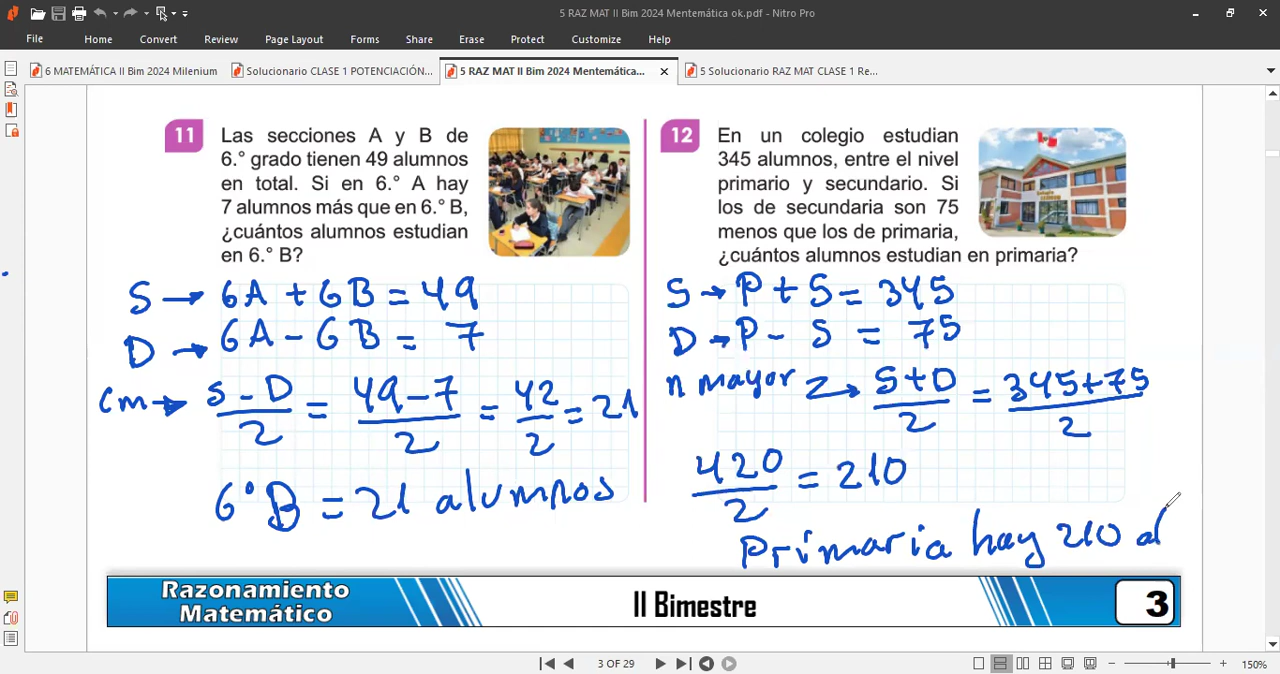 5 RAZ MAT II Bim 2024 Mentemática ok.pdf - Nitro Pro
File Home Convert Review Page Layout Forms Share Erase Protect Customize Help
6 MATEMÁTICA II Bim 2024 Milenium
Solucionario CLASE 1 POTENCIACIÓN...
5 RAZ MAT II Bim 2024 Mentemática...
5 Solucionario RAZ MAT CLASE 1 Re...
11
Las secciones A y B de
6.° grado tienen 49 alumnos
en total. Si en 6.° A hay
7 alumnos más que en 6.° B,
¿cuántos alumnos estudian
en 6.° B?
S → 6A + 6B = 49
D → 6A - 6B = 7
cm → S - D / 2 = 49 - 7 / 2 = 42 / 2 = 21
6° B = 21 alumnos
12
En un colegio estudian
345 alumnos, entre el nivel
primario y secundario. Si
los de secundaria son 75
menos que los de primaria,
¿cuántos alumnos estudian en primaria?
S → P + S = 345
D → P - S = 75
n mayor → S + D / 2 = 345 + 75 / 2
420 / 2 = 210
Primaria hay 210 al
Razonamiento
Matemático
II Bimestre
3
3 OF 29
150%